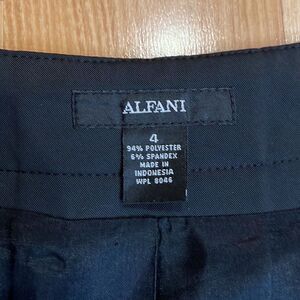 ALFANI
4
94% POLYESTER
6% SPANDEX
MADE IN
INDONESIA
WPL 8046